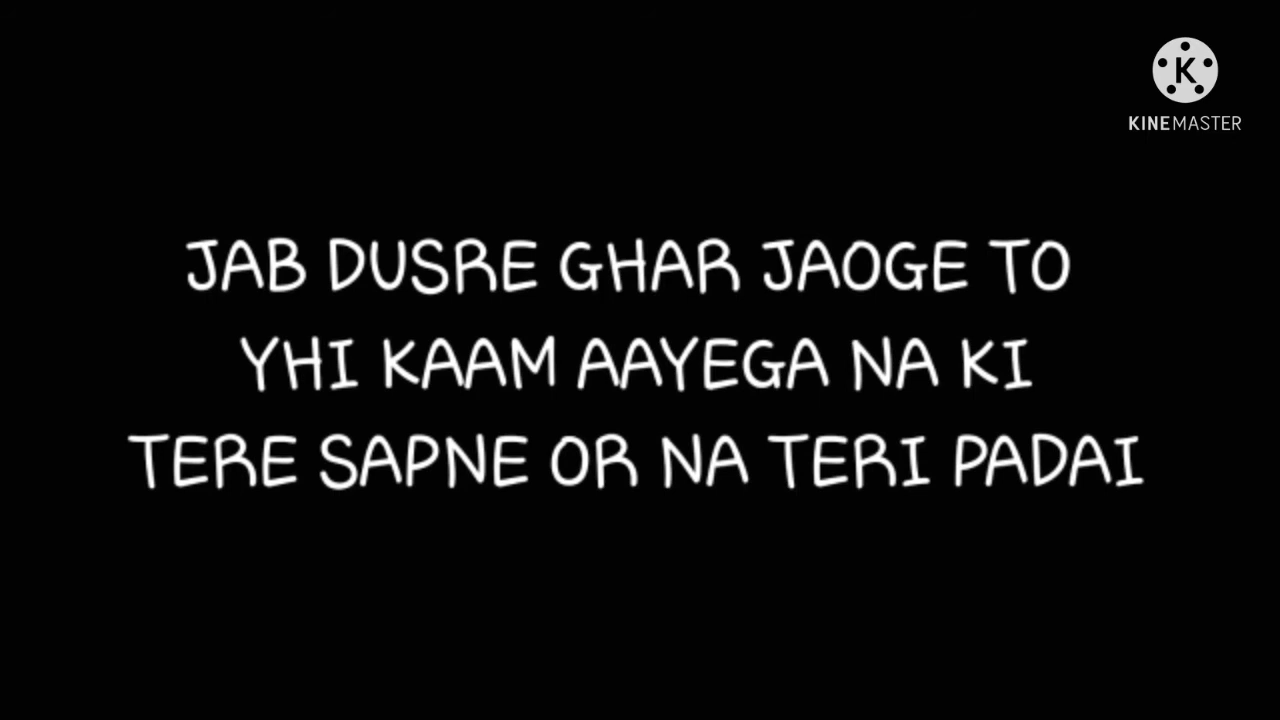 KINEMASTER
JAB DUSRE GHAR JAOGE TO
YHI KAAM AAYEGA NA KI
TERE SAPNE OR NA TERI PADAI